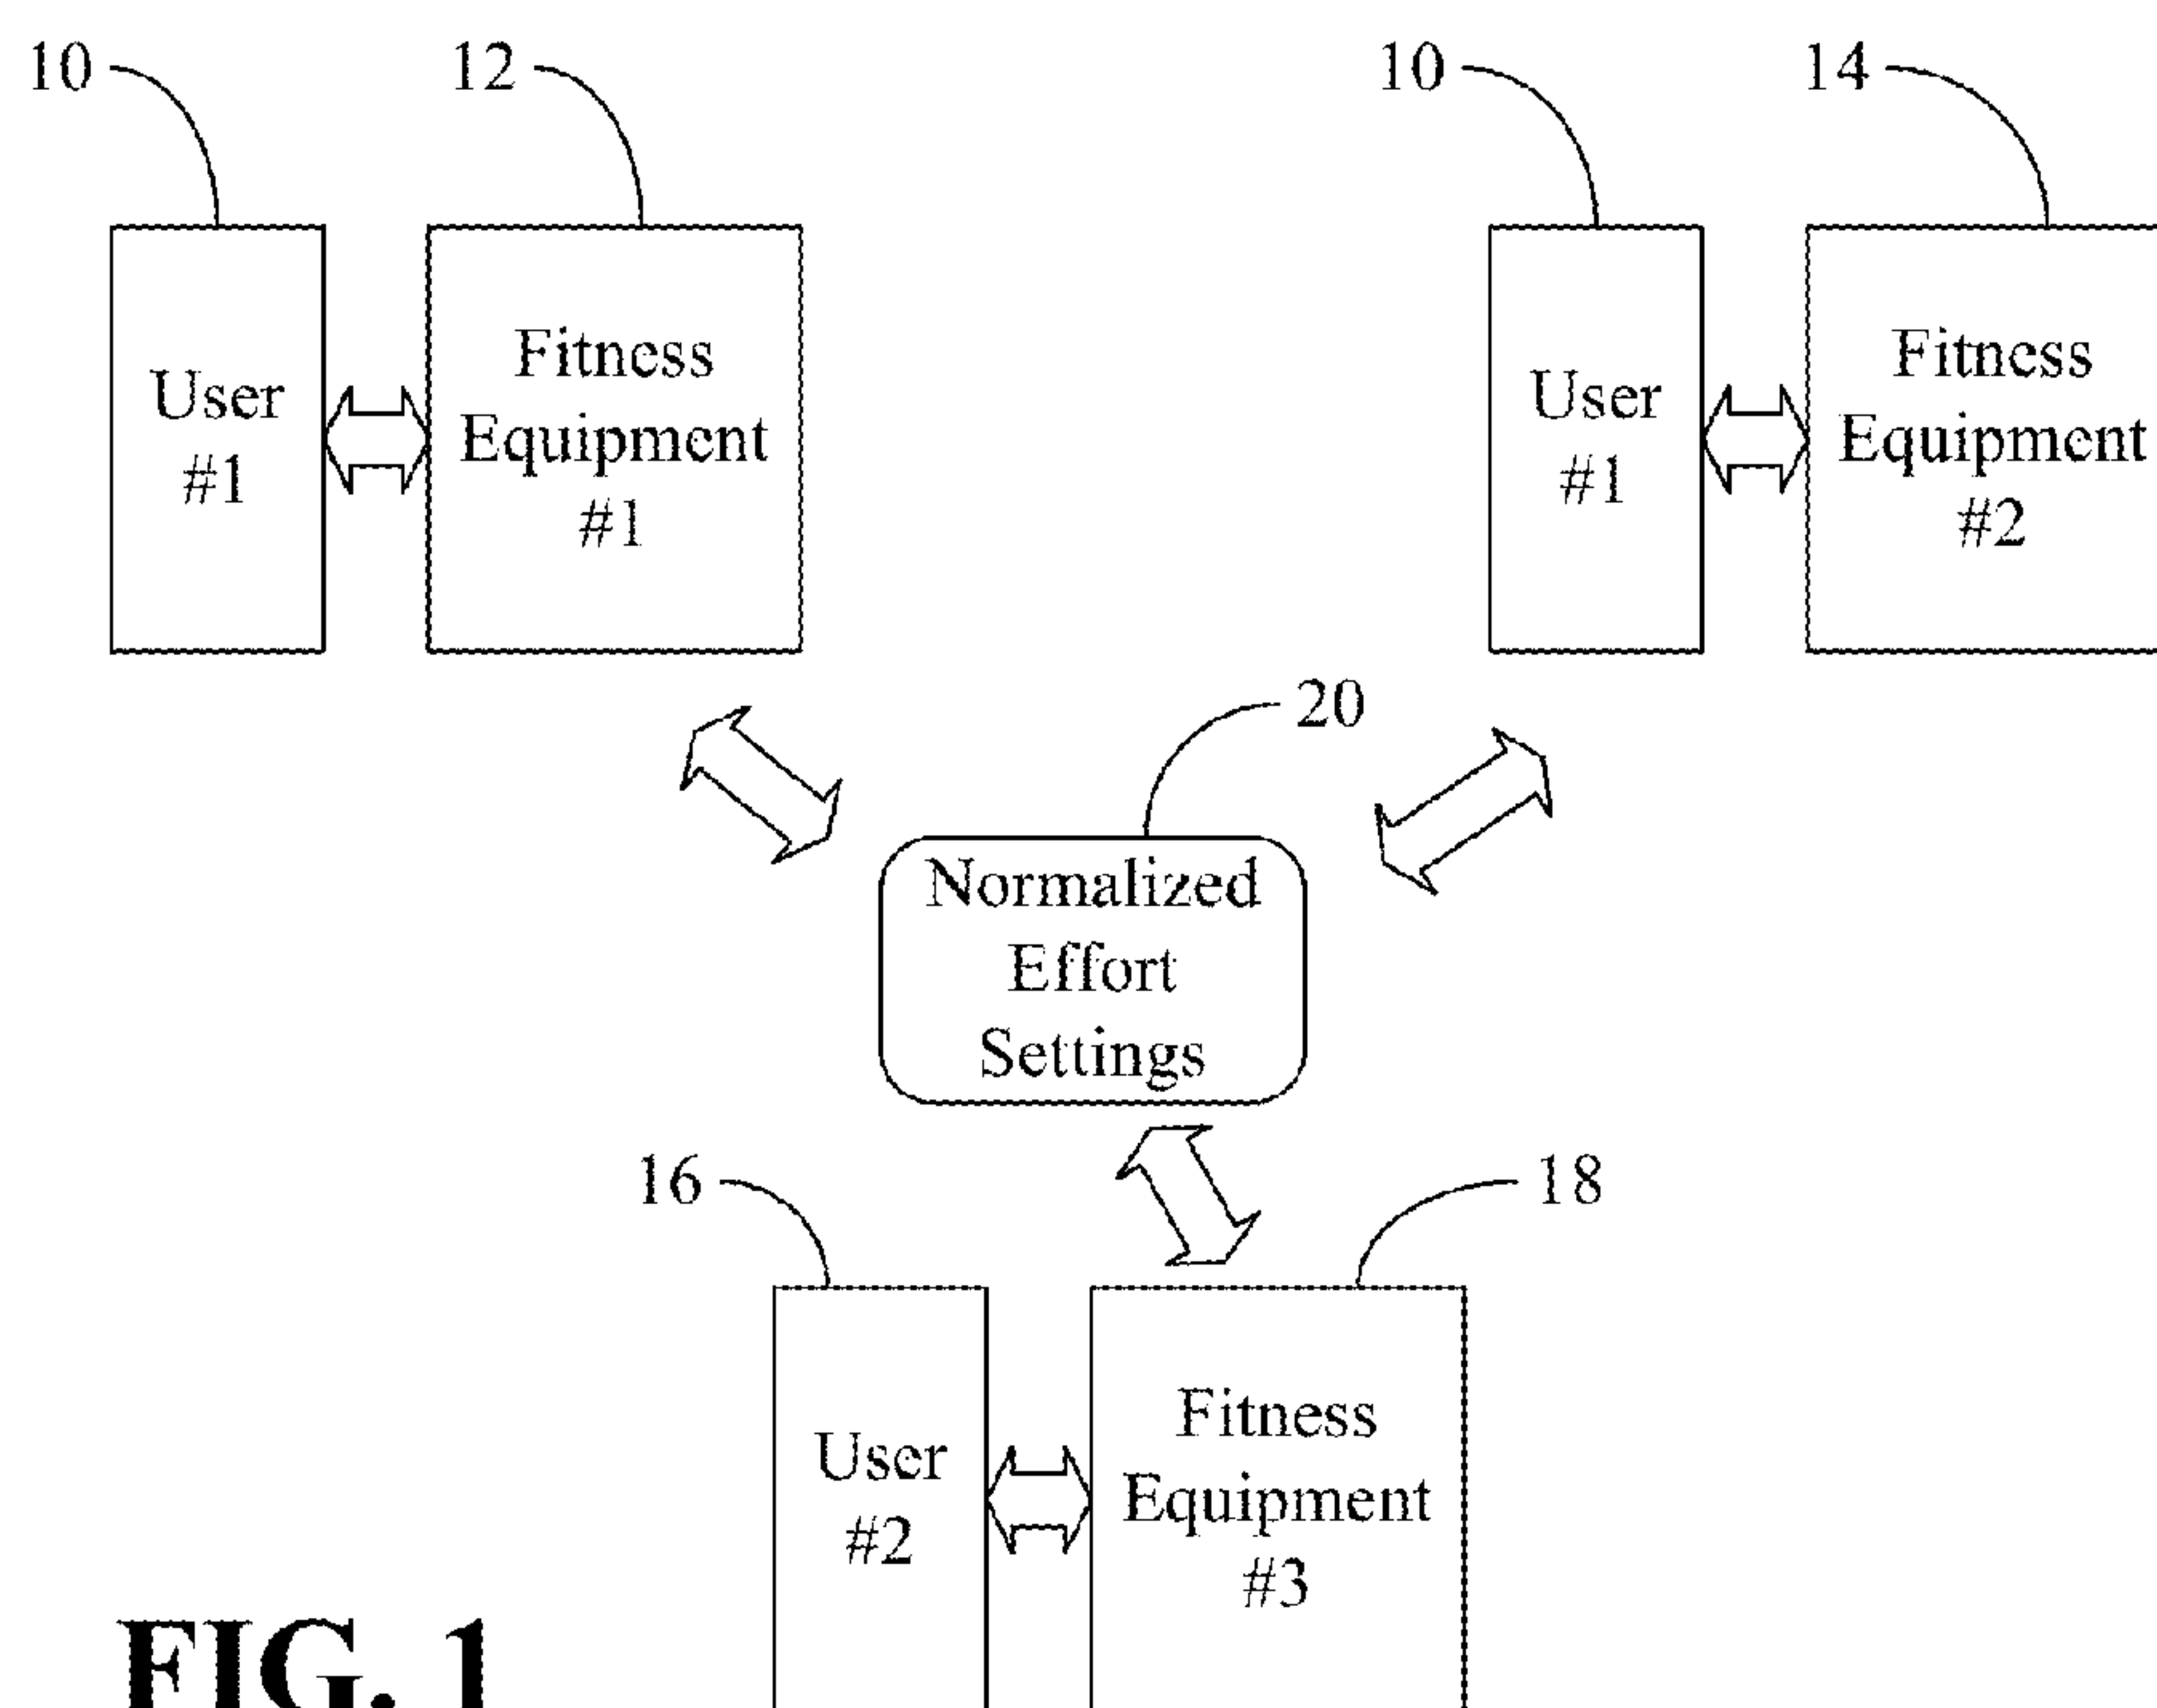 10
12
10
14
User
#1
Fitness
Equipment
#1
User
#1
Fitness
Equipment
#2
20
Normalized
Effort
Settings
16
18
User
#2
Fitness
Equipment
#3
FIG. 1